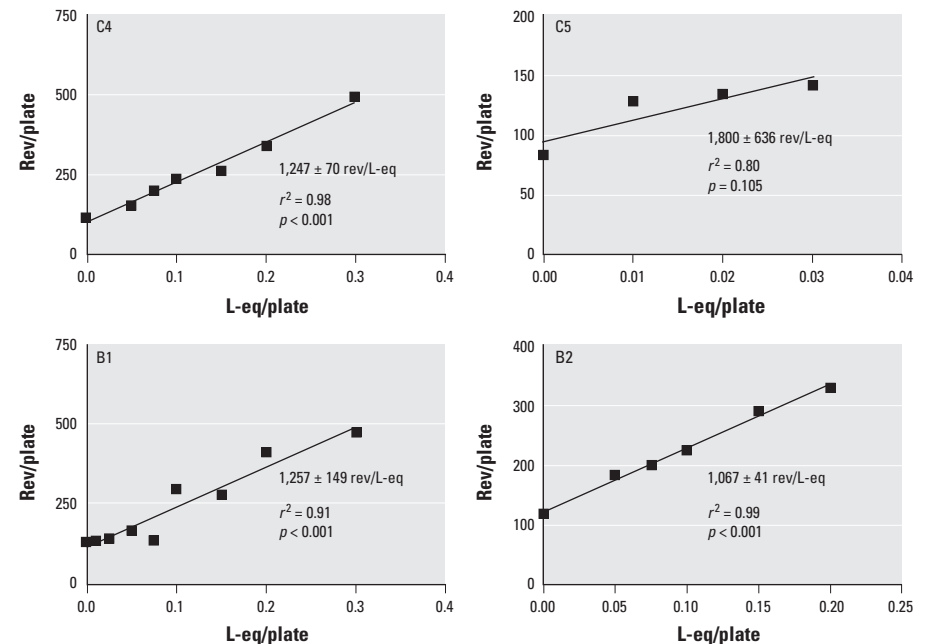 C4
Rev/plate
750
500
250
0
1,247 ± 70 rev/L-eq
r² = 0.98
p < 0.001
0.0 0.1 0.2 0.3 0.4
L-eq/plate
C5
Rev/plate
200
150
100
50
0
1,800 ± 636 rev/L-eq
r² = 0.80
p = 0.105
0.00 0.01 0.02 0.03 0.04
L-eq/plate
B1
Rev/plate
750
500
250
0
1,257 ± 149 rev/L-eq
r² = 0.91
p < 0.001
0.0 0.1 0.2 0.3 0.4
L-eq/plate
B2
Rev/plate
400
300
200
100
0
1,067 ± 41 rev/L-eq
r² = 0.99
p < 0.001
0.00 0.05 0.10 0.15 0.20 0.25
L-eq/plate